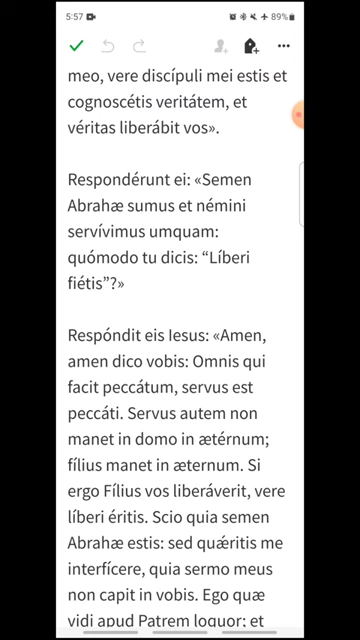 5:57
89%
meo, vere discípuli mei estis et
cognoscétis veritátem, et
véritas liberábit vos».
Respondérunt ei: «Semen
Abrahæ sumus et némini
servívimus umquam:
quómodo tu dicis: “Líberi
fiétis”?»
Respóndit eis Iesus: «Amen,
amen dico vobis: Omnis qui
facit peccátum, servus est
peccáti. Servus autem non
manet in domo in ætérnum;
fílius manet in æternum. Si
ergo Fílius vos liberáverit, vere
líberi éritis. Scio quia semen
Abrahæ estis: sed quǽritis me
interfícere, quia sermo meus
non capit in vobis. Ego quæ
vidi apud Patrem loquor; et